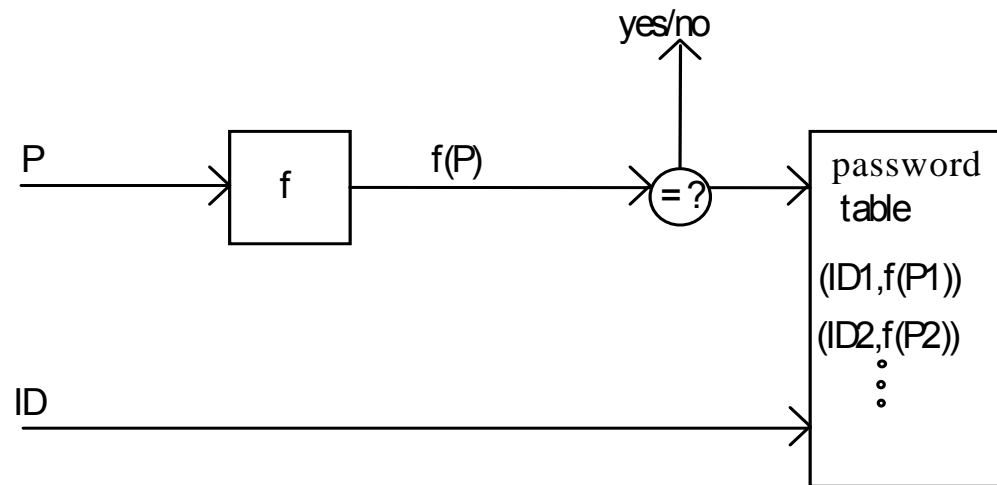 yes/no
P
f
f(P)
= ?
password
table
(ID1,f(P1))
(ID2,f(P2))
ID